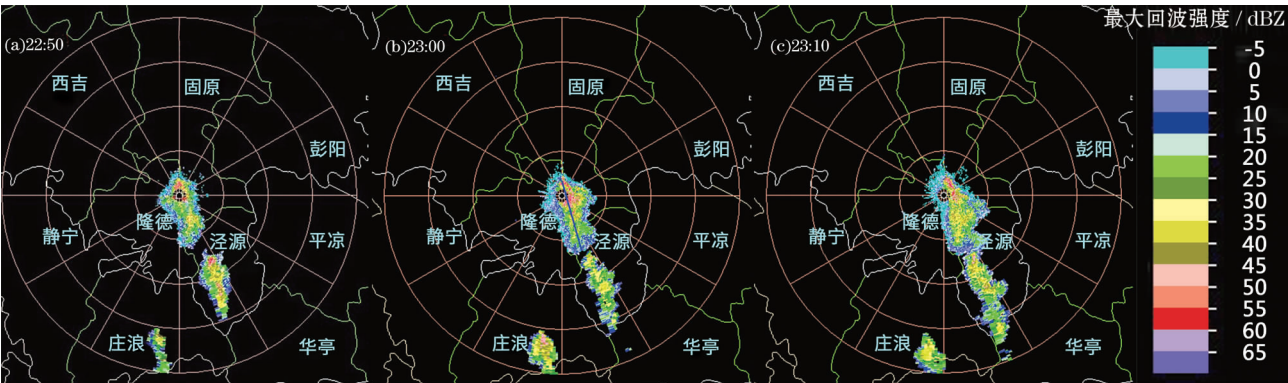 (a)22:50
西吉
固原
彭阳
隆德
静宁
泾源
平凉
庄浪
华亭
(b)23:00
西吉
固原
彭阳
隆德
静宁
泾源
平凉
庄浪
华亭
(c)23:10
西吉
固原
彭阳
隆德
静宁
泾源
平凉
庄浪
华亭
最大回波强度 / dBZ
-5
0
5
10
15
20
25
30
35
40
45
50
55
60
65